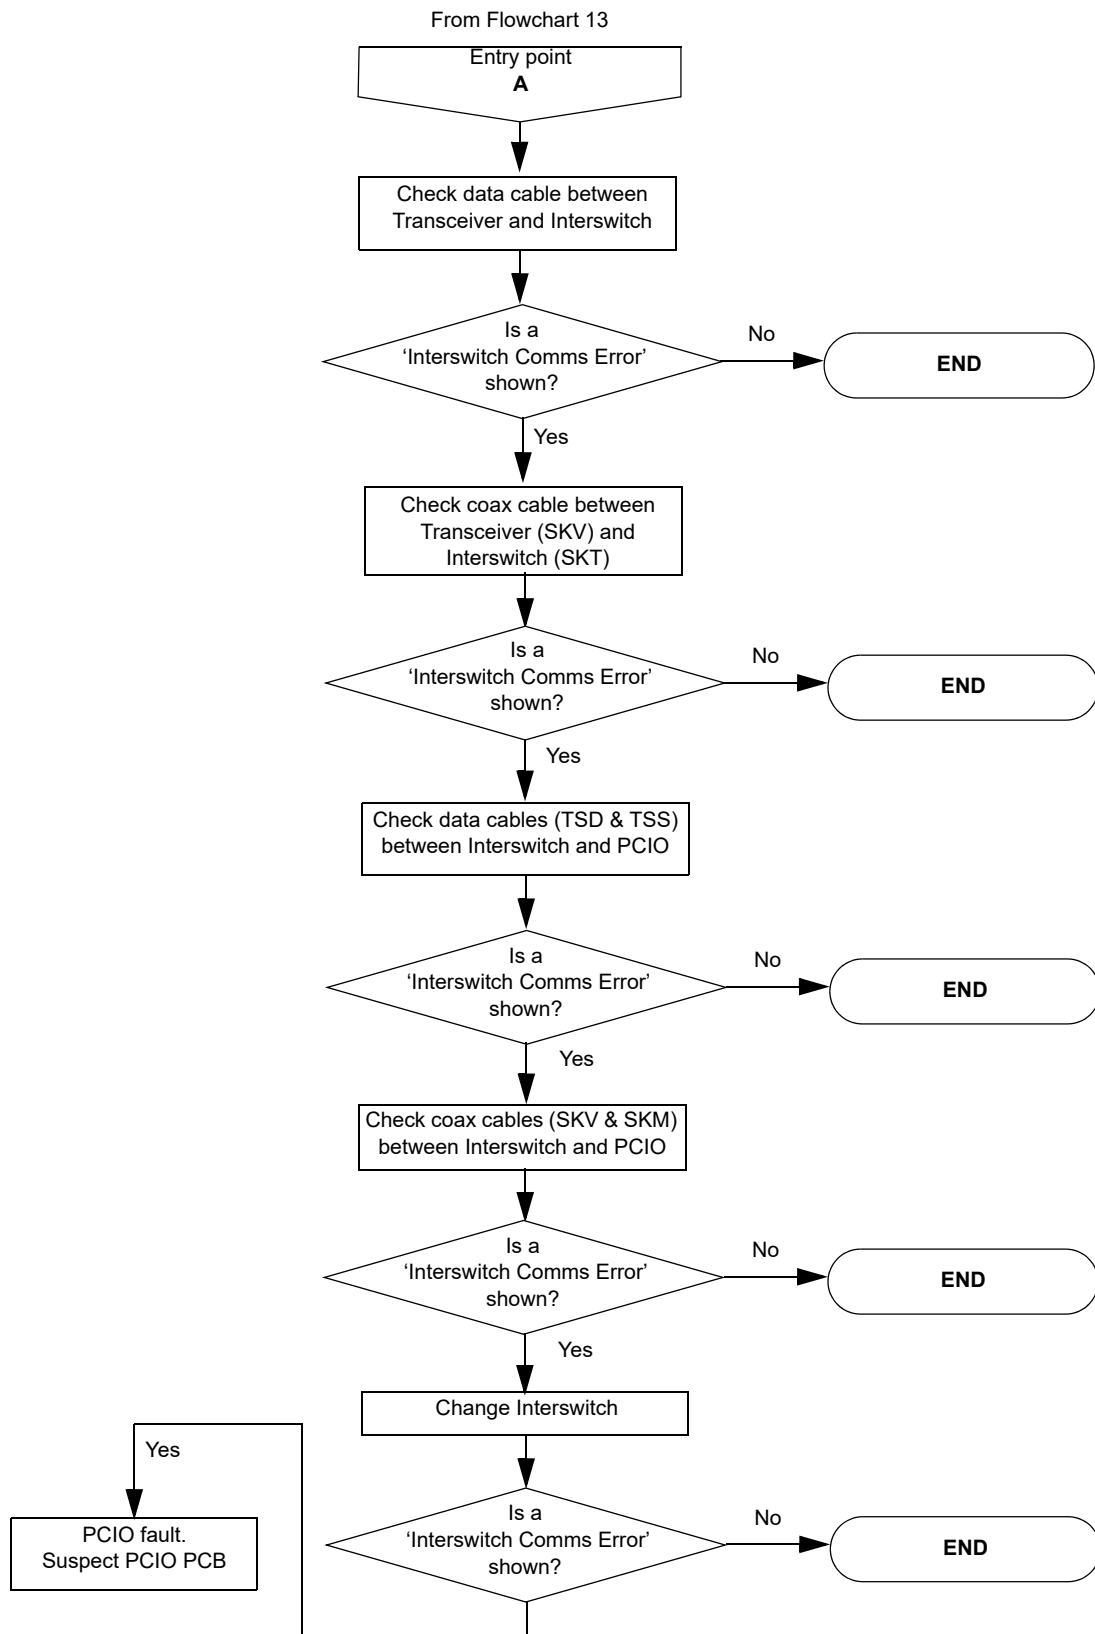 From Flowchart 13
Entry point
A
Check data cable between
Transceiver and Interswitch
Is a
‘Interswitch Comms Error’
shown?
No
END
Yes
Check coax cable between
Transceiver (SKV) and
Interswitch (SKT)
Is a
‘Interswitch Comms Error’
shown?
No
END
Yes
Check data cables (TSD & TSS)
between Interswitch and PCIO
Is a
‘Interswitch Comms Error’
shown?
No
END
Yes
Check coax cables (SKV & SKM)
between Interswitch and PCIO
Is a
‘Interswitch Comms Error’
shown?
No
END
Yes
Change Interswitch
Is a
‘Interswitch Comms Error’
shown?
No
END
Yes
PCIO fault.
Suspect PCIO PCB